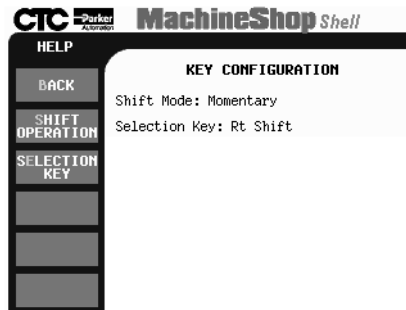 CTC Parker Automation MachineShop Shell
HELP
KEY CONFIGURATION
BACK
Shift Mode: Momentary
SHIFT
OPERATION
Selection Key: Rt Shift
SELECTION
KEY